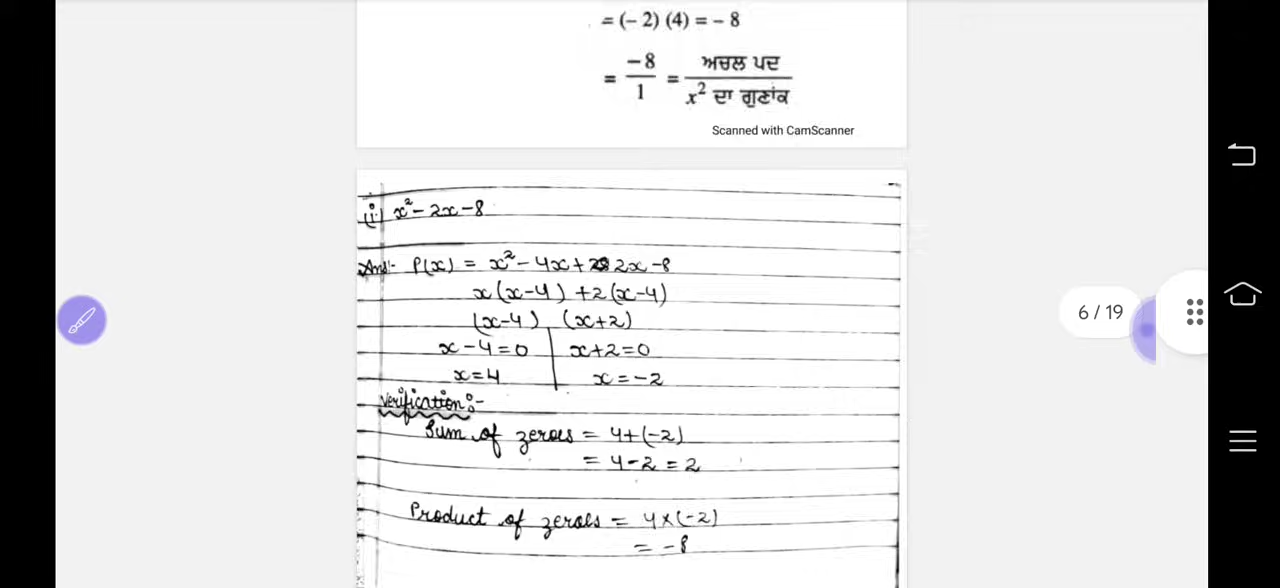 = (− 2) (4) = − 8
= −8/1 = ਅਚਲ ਪਦ / x² ਦਾ ਗੁਣਾਂਕ
Scanned with CamScanner
(i) x² − 2x − 8
Ans:- P(x) = x² − 4x + 2x − 8
x(x−4) + 2(x−4)
(x−4) (x+2)
x − 4 = 0 | x + 2 = 0
x = 4 | x = −2
Verification:-
Sum of zeroes = 4+(−2)
= 4 − 2 = 2
Product of zeroes = 4×(−2)
= −8
6 / 19